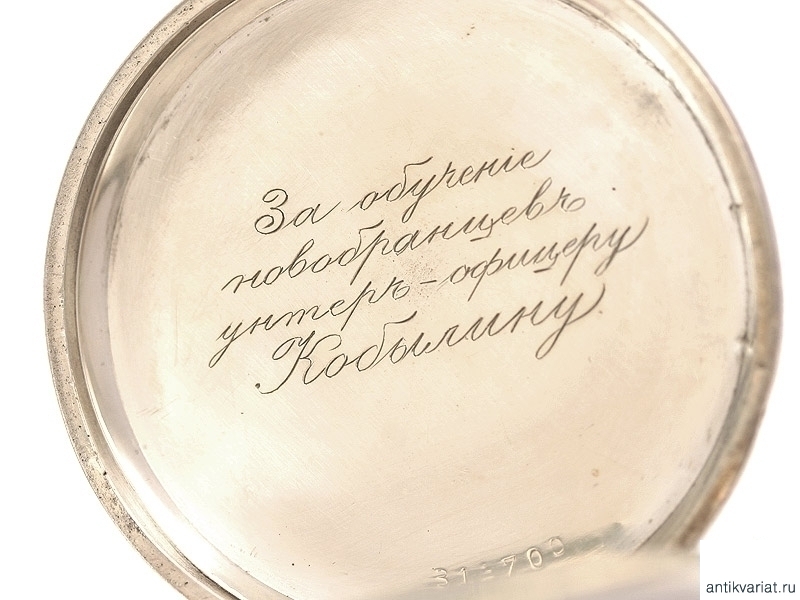 За обученіе
новобранцевъ
унтеръ-офицеру
Кобылину.
antikvariat.ru